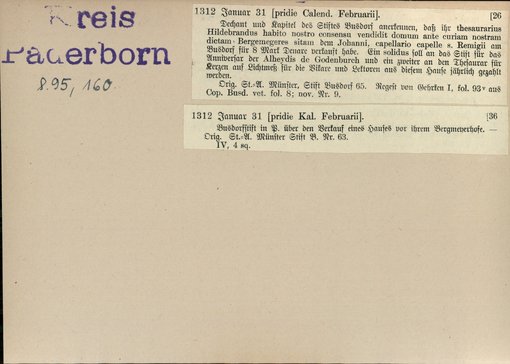 Kreis
Paderborn
8.95, 160.
1312 Januar 31 [pridie Calend. Februarii]. [26
Dechant und Kapitel des Stiftes Busdorf anerkennen, daß ihr thesaurarius
Hildebrandus habito nostro consensu vendidit domum ante curiam nostram
dictam Bergemegeres sitam dem Johanni, capellario capelle s. Remigii am
Busdorf für 8 Mark Denare verkauft habe. Ein solidus soll an das Stift für das
Anniversar der Alheydis de Godenburch und ein zweiter an den Thesaurar für
Kerzen auf Lichtmeß für die Vikare und Lektoren aus diesem Hause jährlich gezahlt
werden.
Orig. St.-A. Münster, Stift Busdorf 65. Regest von Gehrken I, fol. 93v aus
Cop. Busd. vet. fol. 8; nov. Nr. 9.
1312 Januar 31 [pridie Kal. Februarii]. [36
Busdorfstift in P. über den Verkauf eines Hauses vor ihrem Bergmeyerhofe. —
Orig. St.-A. Münster Stift B. Nr. 63.
IV, 4 sq.